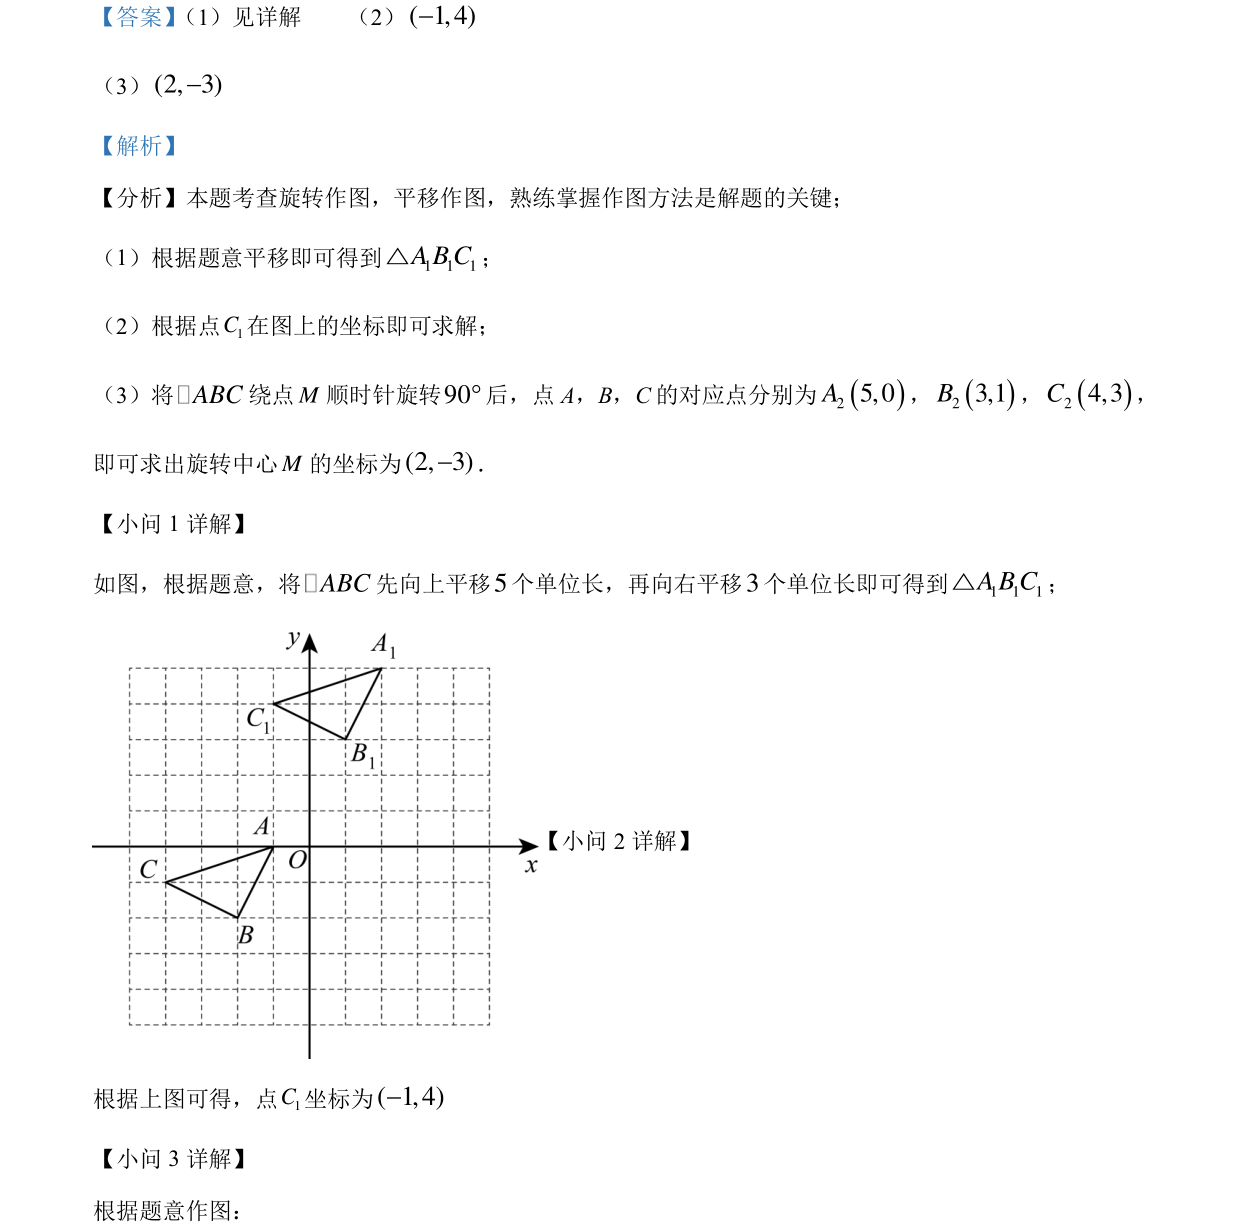 【答案】（1）见详解 （2）(−1,4)
（3）(2,−3)
【解析】
【分析】本题考查旋转作图，平移作图，熟练掌握作图方法是解题的关键；
（1）根据题意平移即可得到△A₁B₁C₁；
（2）根据点C₁在图上的坐标即可求解；
（3）将□ABC绕点M 顺时针旋转90°后，点 A，B，C 的对应点分别为A₂(5,0)，B₂(3,1)，C₂(4,3)，
即可求出旋转中心M 的坐标为(2,−3)．
【小问 1 详解】
如图，根据题意，将□ABC先向上平移5个单位长，再向右平移3个单位长即可得到△A₁B₁C₁；
y
A₁
C₁
B₁
A
【小问 2 详解】
O
x
C
B
根据上图可得，点C₁坐标为(−1,4)
【小问 3 详解】
根据题意作图：